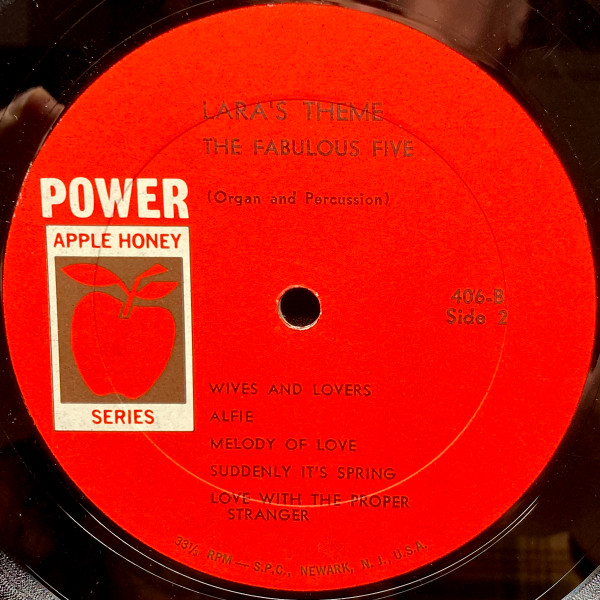 LARA'S THEME
THE FABULOUS FIVE
(Organ and Percussion)
POWER
APPLE HONEY
SERIES
406-B
Side 2
WIVES AND LOVERS
ALFIE
MELODY OF LOVE
SUDDENLY IT'S SPRING
LOVE WITH THE PROPER
STRANGER
33⅓ RPM — S.P.C., NEWARK, N. J., U.S.A.